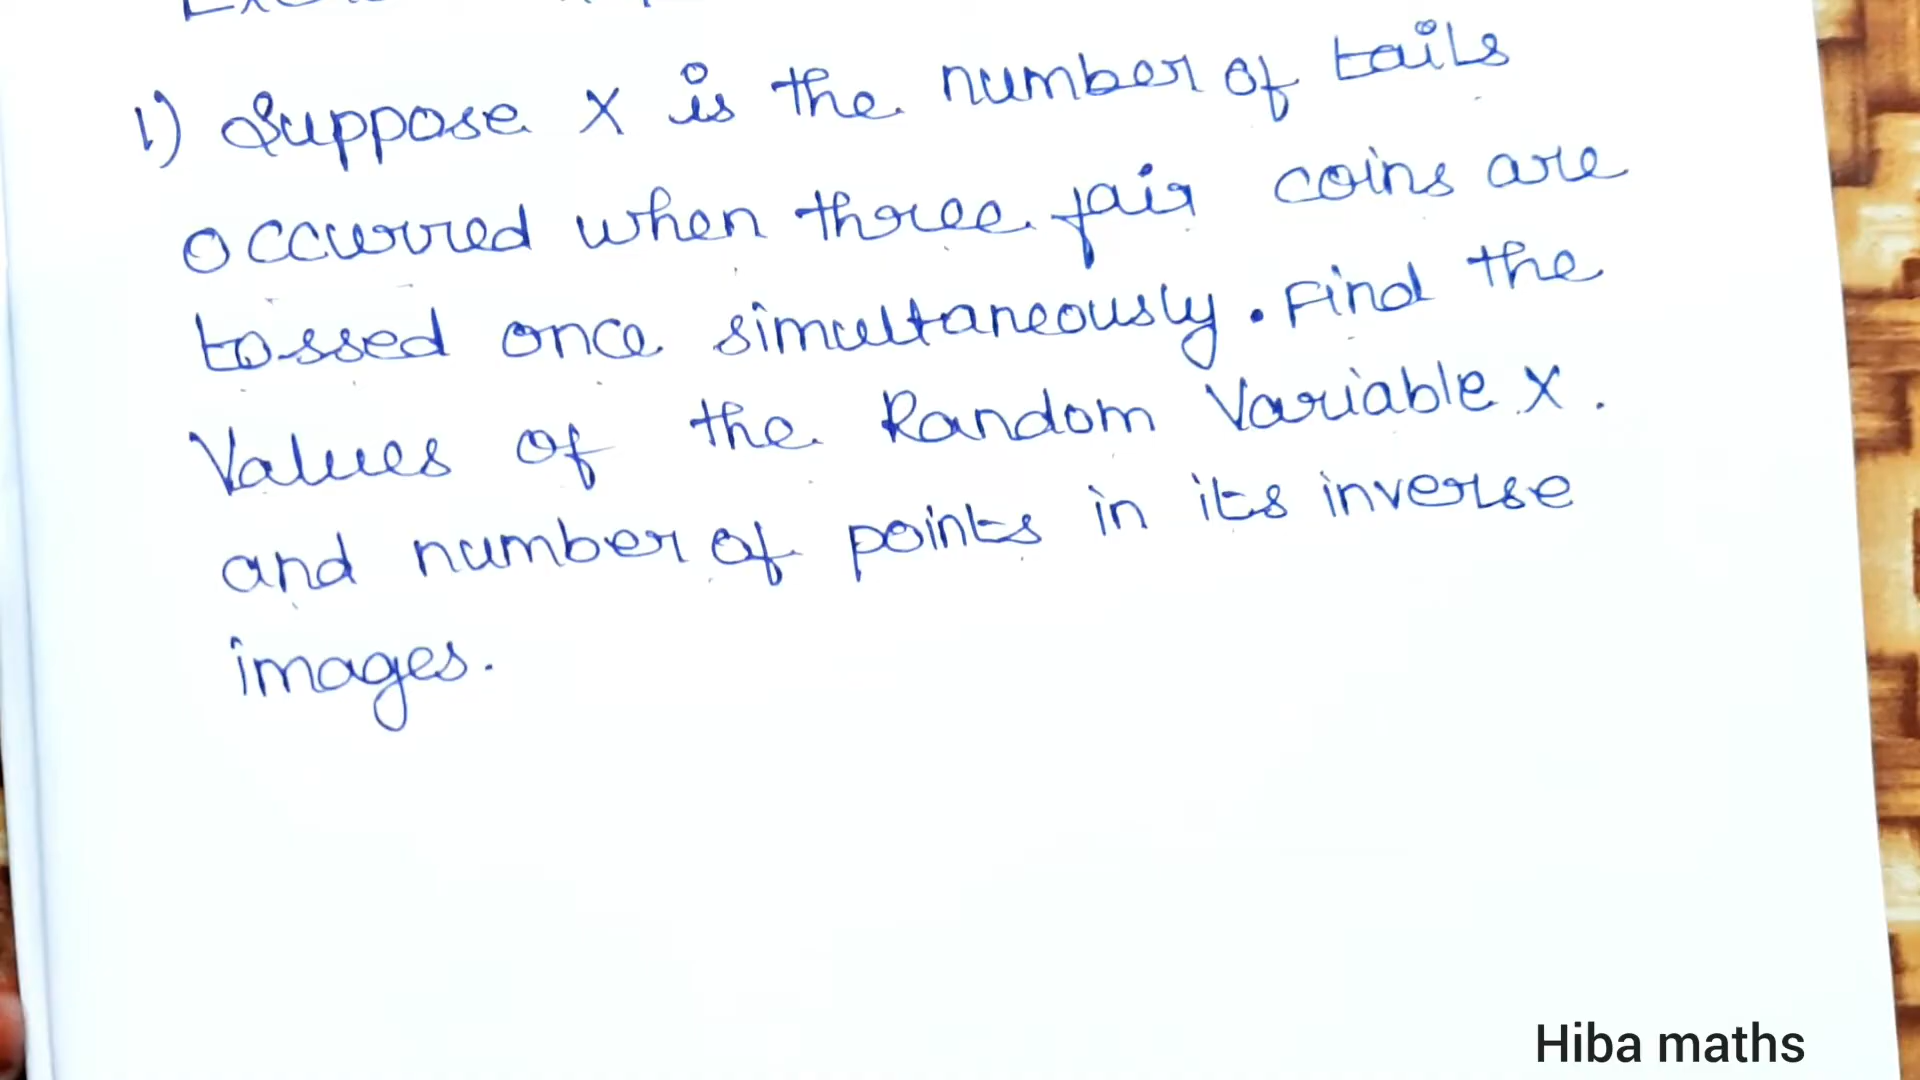 1) Suppose X is the number of tails
occurred when three fair coins are
tossed once simultaneously. Find the
Values of the Random Variable X.
and number of points in its inverse
images.
Hiba maths